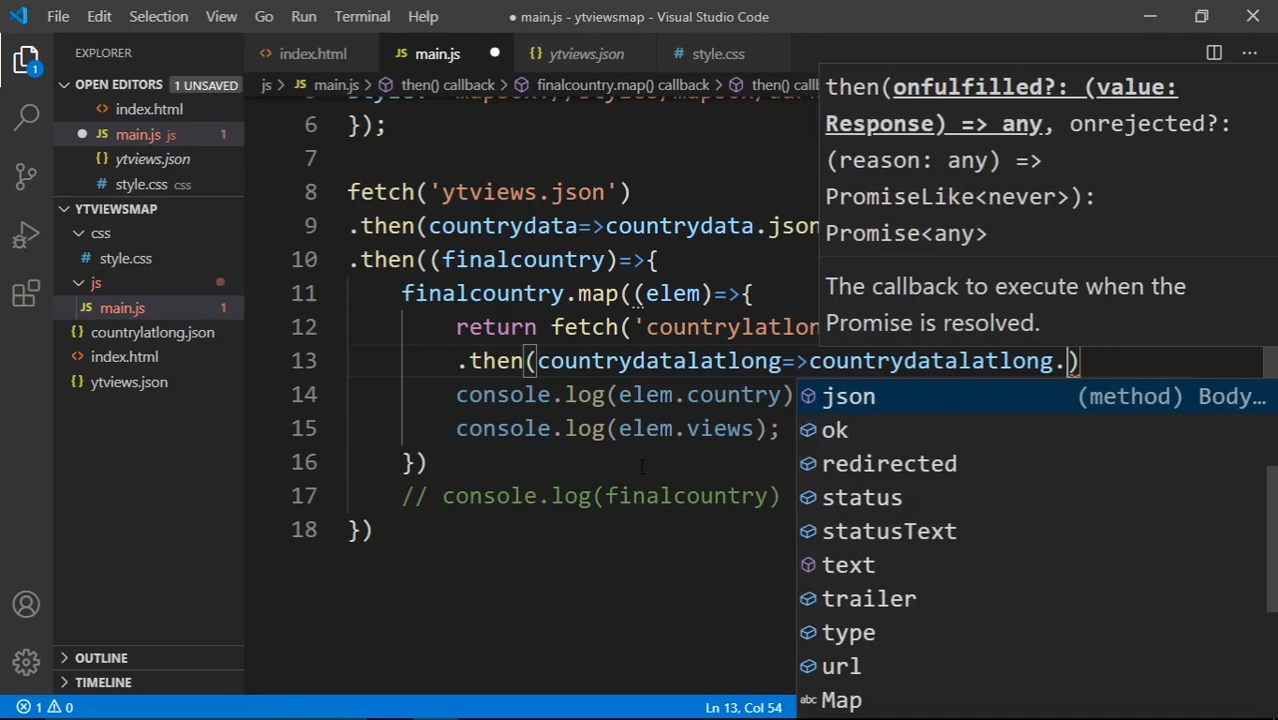 File Edit Selection View Go Run Terminal Help
● main.js - ytviewsmap - Visual Studio Code
EXPLORER
OPEN EDITORS 1 UNSAVED
index.html
main.js js 1
ytviews.json
style.css css
YTVIEWSMAP
css
style.css
js
main.js 1
countrylatlong.json
index.html
ytviews.json
OUTLINE
TIMELINE
1
index.html
JS main.js
ytviews.json
style.css
js > JS main.js > then() callback > finalcountry.map() callback > then() callb
6 });
7
8 fetch('ytviews.json')
9 .then(countrydata=>countrydata.json
10 .then((finalcountry)=>{
11 finalcountry.map((elem)=>{
12 return fetch('countrylatlon
13 .then(countrydatalatlong=>countrydatalatlong.)
14 console.log(elem.country)
15 console.log(elem.views);
16 })
17 // console.log(finalcountry)
18 })
then(onfulfilled?: (value:
Response) => any, onrejected?:
(reason: any) =>
PromiseLike<never>):
Promise<any>
The callback to execute when the
Promise is resolved.
json (method) Body…
ok
redirected
status
statusText
text
trailer
type
url
abc Map
1 0
Ln 13, Col 54